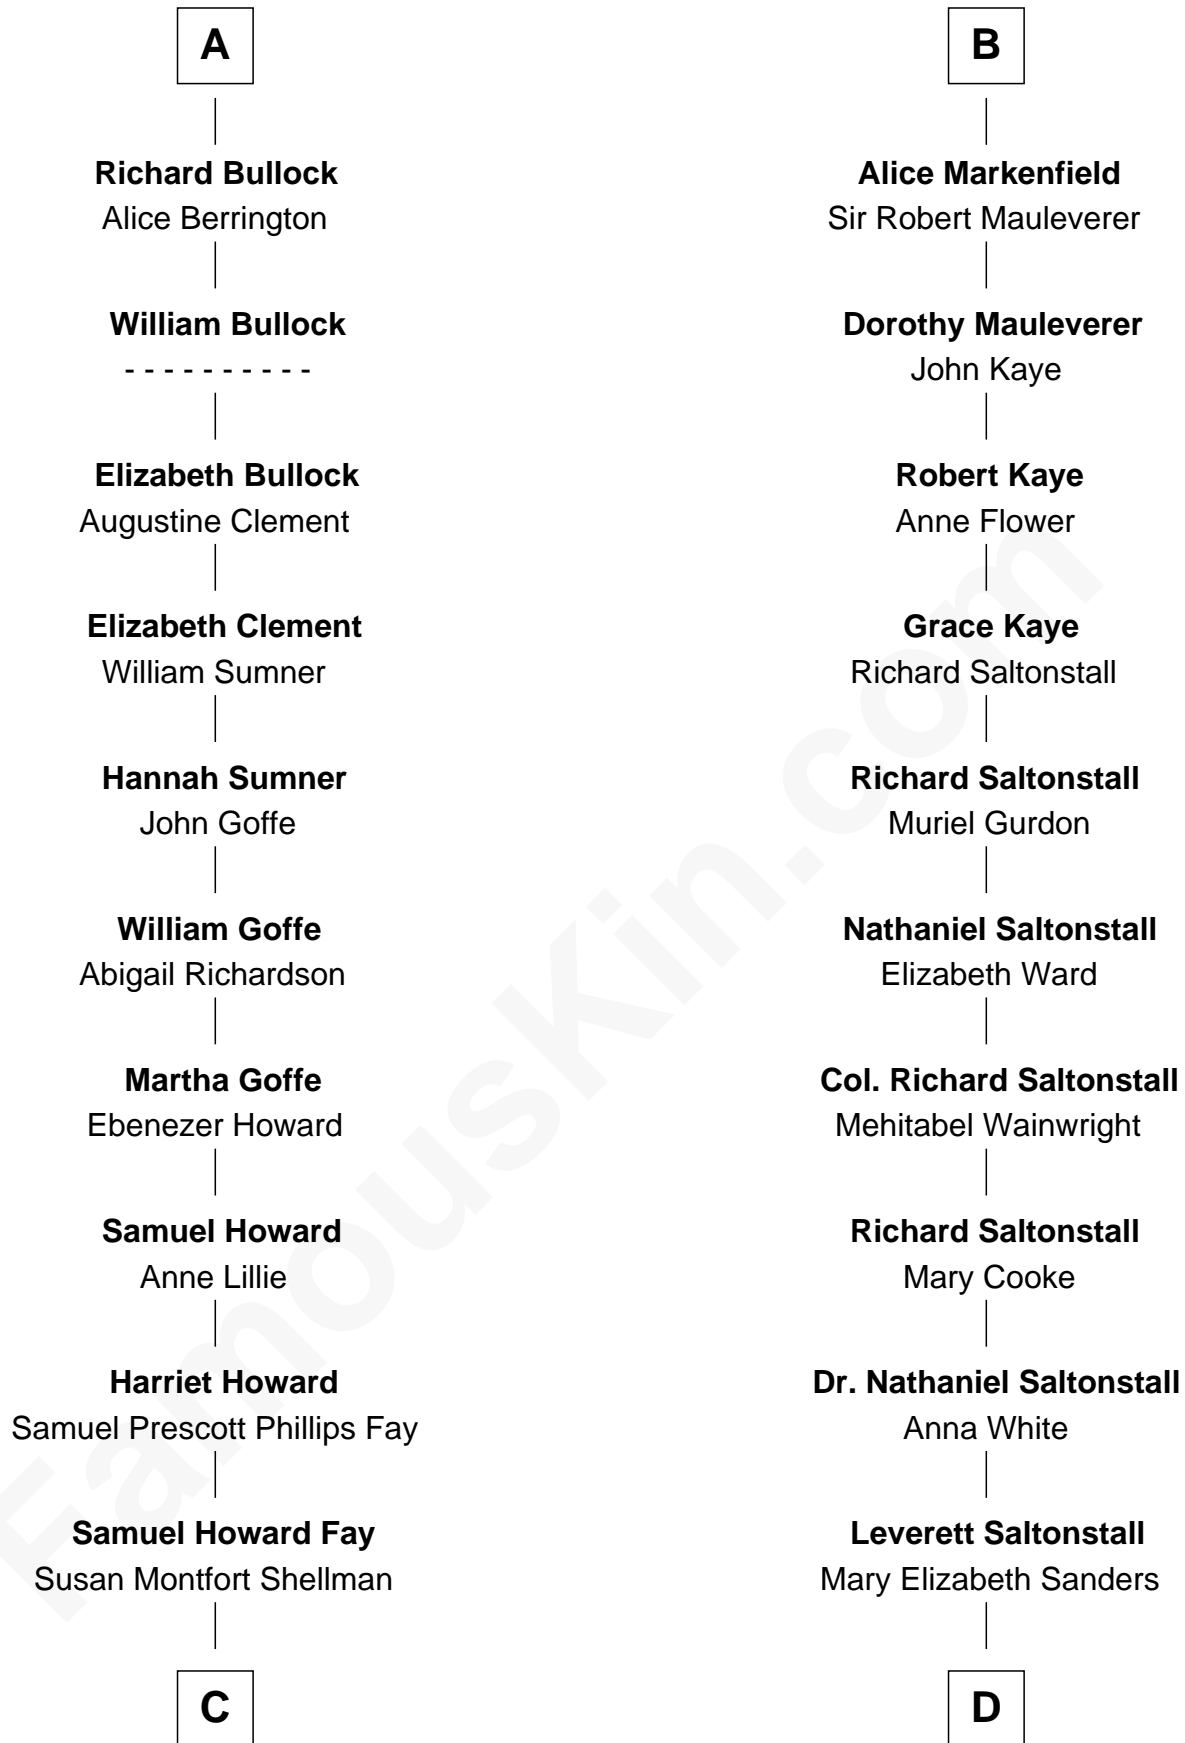 A
Richard Bullock
Alice Berrington
William Bullock
- - - - - - - - - -
Elizabeth Bullock
Augustine Clement
Elizabeth Clement
William Sumner
Hannah Sumner
John Goffe
William Goffe
Abigail Richardson
Martha Goffe
Ebenezer Howard
Samuel Howard
Anne Lillie
Harriet Howard
Samuel Prescott Phillips Fay
Samuel Howard Fay
Susan Montfort Shellman
C
B
Alice Markenfield
Sir Robert Mauleverer
Dorothy Mauleverer
John Kaye
Robert Kaye
Anne Flower
Grace Kaye
Richard Saltonstall
Richard Saltonstall
Muriel Gurdon
Nathaniel Saltonstall
Elizabeth Ward
Col. Richard Saltonstall
Mehitabel Wainwright
Richard Saltonstall
Mary Cooke
Dr. Nathaniel Saltonstall
Anna White
Leverett Saltonstall
Mary Elizabeth Sanders
D
FamousKin.com